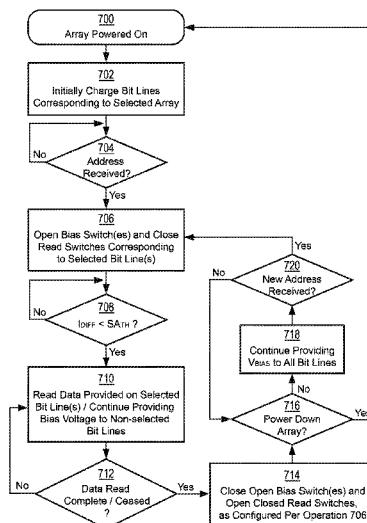 700
Array Powered On
702
Initially Charge Bit Lines
Corresponding to Selected Array
704
No
Address
Received?
Yes
706
Open Bias Switch(es) and Close
Read Switches Corresponding
to Selected Bit Line(s)
708
No
IDIFF < SATH ?
Yes
710
Read Data Provided on Selected
Bit Line(s) / Continue Providing
Bias Voltage to Non-selected
Bit Lines
712
No
Data Read
Complete / Ceased
?
Yes
714
Close Open Bias Switch(es) and
Open Closed Read Switches,
as Configured Per Operation 706
716
Power Down
Array?
Yes
No
718
Continue Providing
VBIAS to All Bit Lines
720
No
New Address
Received?
Yes